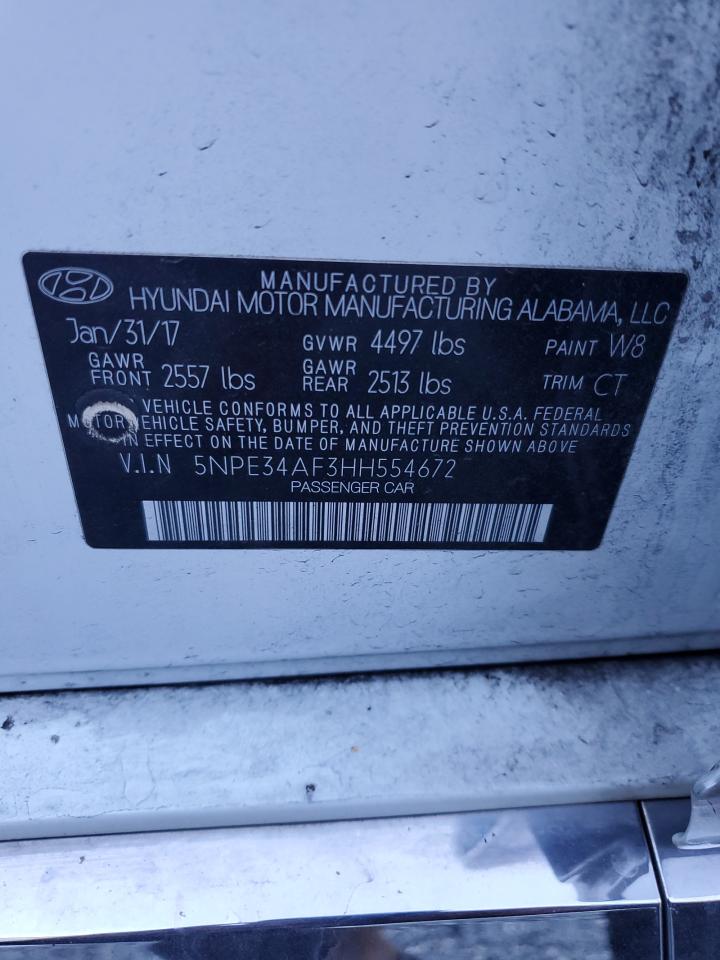 MANUFACTURED BY
HYUNDAI MOTOR MANUFACTURING ALABAMA, LLC
Jan/31/17 GVWR 4497 lbs PAINT W8
GAWR FRONT 2557 lbs GAWR REAR 2513 lbs TRIM CT
VEHICLE CONFORMS TO ALL APPLICABLE U.S.A. FEDERAL
MOTOR VEHICLE SAFETY, BUMPER, AND THEFT PREVENTION STANDARDS
IN EFFECT ON THE DATE OF MANUFACTURE SHOWN ABOVE
V.I.N 5NPE34AF3HH554672
PASSENGER CAR